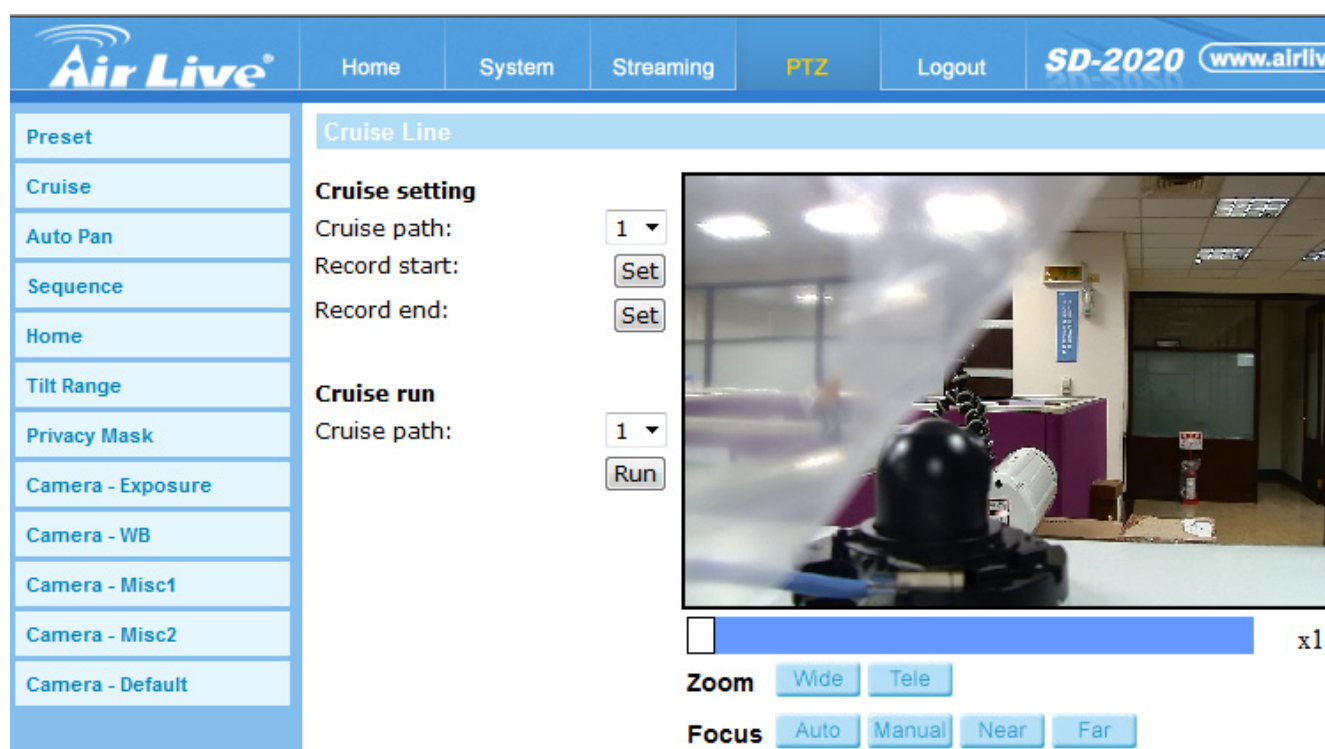 Air Live®
Home
System
Streaming
PTZ
Logout
SD-2020
www.airliv
Preset
Cruise
Auto Pan
Sequence
Home
Tilt Range
Privacy Mask
Camera - Exposure
Camera - WB
Camera - Misc1
Camera - Misc2
Camera - Default
Cruise Line
Cruise setting
Cruise path: 1
Record start: Set
Record end: Set
Cruise run
Cruise path: 1
Run
x1
Zoom Wide Tele
Focus Auto Manual Near Far